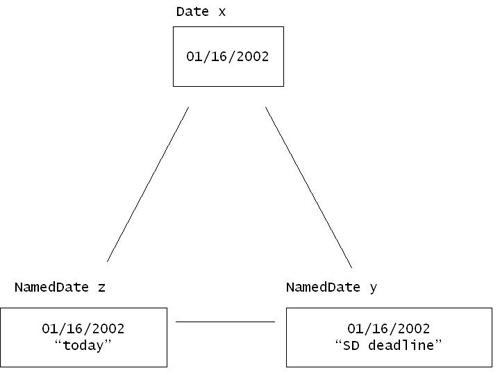 Date x
01/16/2002
NamedDate z
01/16/2002
“today”
NamedDate y
01/16/2002
“SD deadline”